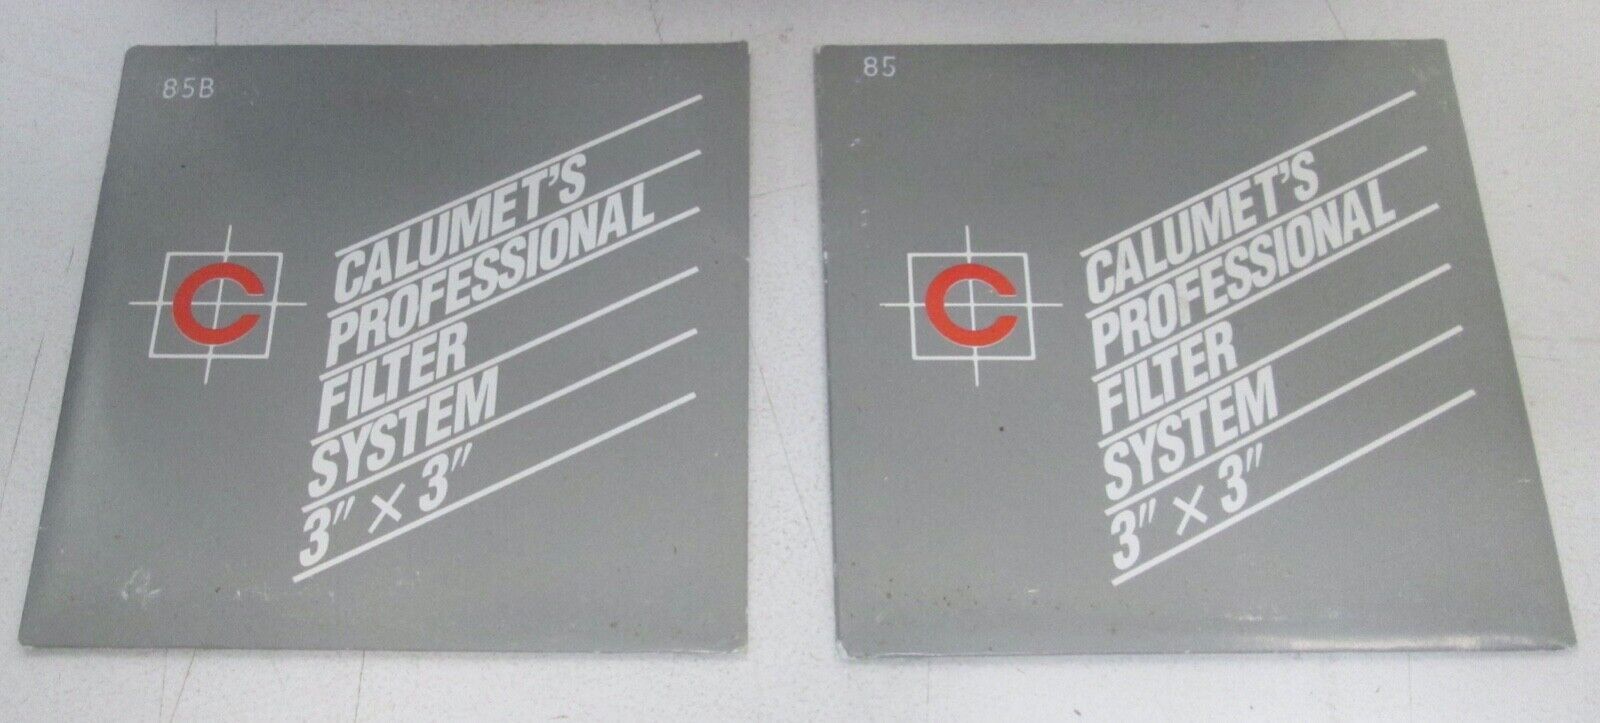 85B
C
CALUMET'S
PROFESSIONAL
FILTER
SYSTEM
3" × 3"
85
C
CALUMET'S
PROFESSIONAL
FILTER
SYSTEM
3" × 3"